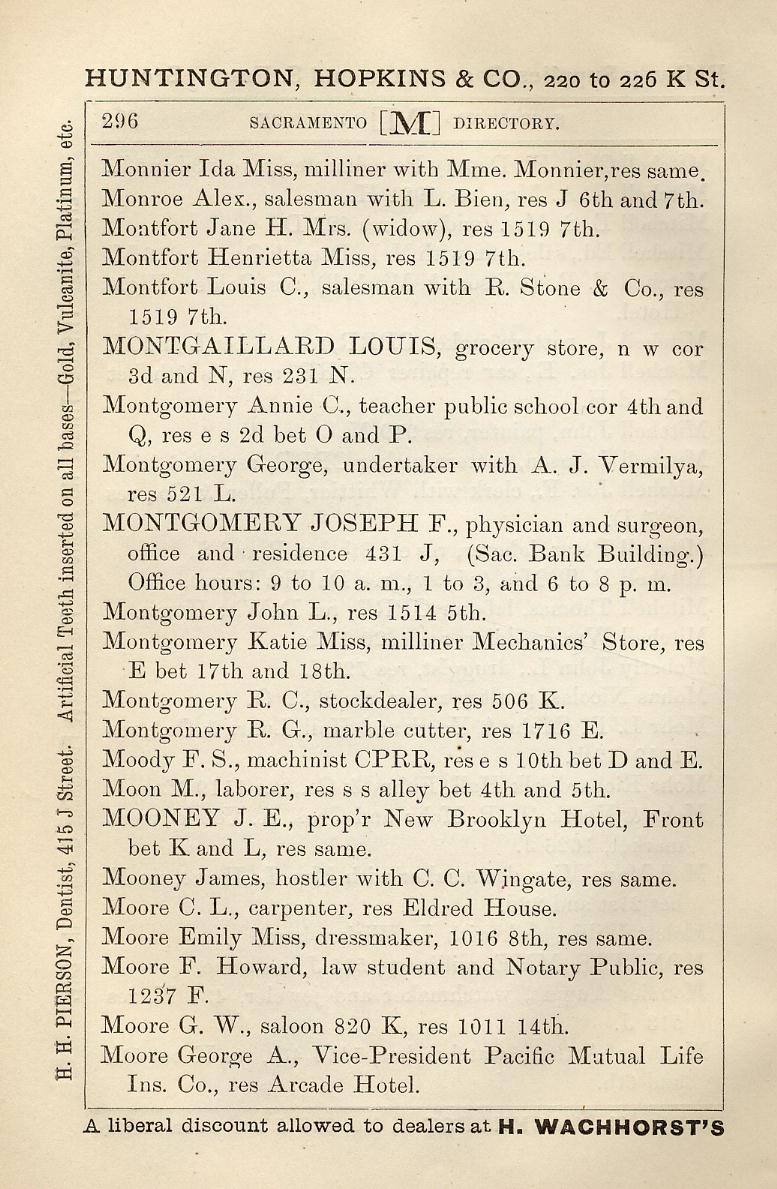 HUNTINGTON, HOPKINS & CO., 220 to 226 K St.
296 SACRAMENTO [M] DIRECTORY.
Monnier Ida Miss, milliner with Mme. Monnier, res same.
Monroe Alex., salesman with L. Bien, res J 6th and 7th.
Montfort Jane H. Mrs. (widow), res 1519 7th.
Montfort Henrietta Miss, res 1519 7th.
Montfort Louis C., salesman with R. Stone & Co., res
1519 7th.
MONTGAILLARD LOUIS, grocery store, n w cor
3d and N, res 231 N.
Montgomery Annie C., teacher public school cor 4th and
Q, res e s 2d bet O and P.
Montgomery George, undertaker with A. J. Vermilya,
res 521 L.
MONTGOMERY JOSEPH F., physician and surgeon,
office and residence 431 J, (Sac. Bank Building.)
Office hours: 9 to 10 a. m., 1 to 3, and 6 to 8 p. m.
Montgomery John L., res 1514 5th.
Montgomery Katie Miss, milliner Mechanics' Store, res
E bet 17th and 18th.
Montgomery R. C., stockdealer, res 506 K.
Montgomery R. G., marble cutter, res 1716 E.
Moody F. S., machinist CPRR, res e s 10th bet D and E.
Moon M., laborer, res s s alley bet 4th and 5th.
MOONEY J. E., prop'r New Brooklyn Hotel, Front
bet K and L, res same.
Mooney James, hostler with C. C. Wingate, res same.
Moore C. L., carpenter, res Eldred House.
Moore Emily Miss, dressmaker, 1016 8th, res same.
Moore F. Howard, law student and Notary Public, res
1237 F.
Moore G. W., saloon 820 K, res 1011 14th.
Moore George A., Vice-President Pacific Mutual Life
Ins. Co., res Arcade Hotel.
A liberal discount allowed to dealers at H. WACHHORST'S
H. H. PIERSON, Dentist, 415 J Street. Artificial Teeth inserted on all bases—Gold, Vulcanite, Platinum, etc.